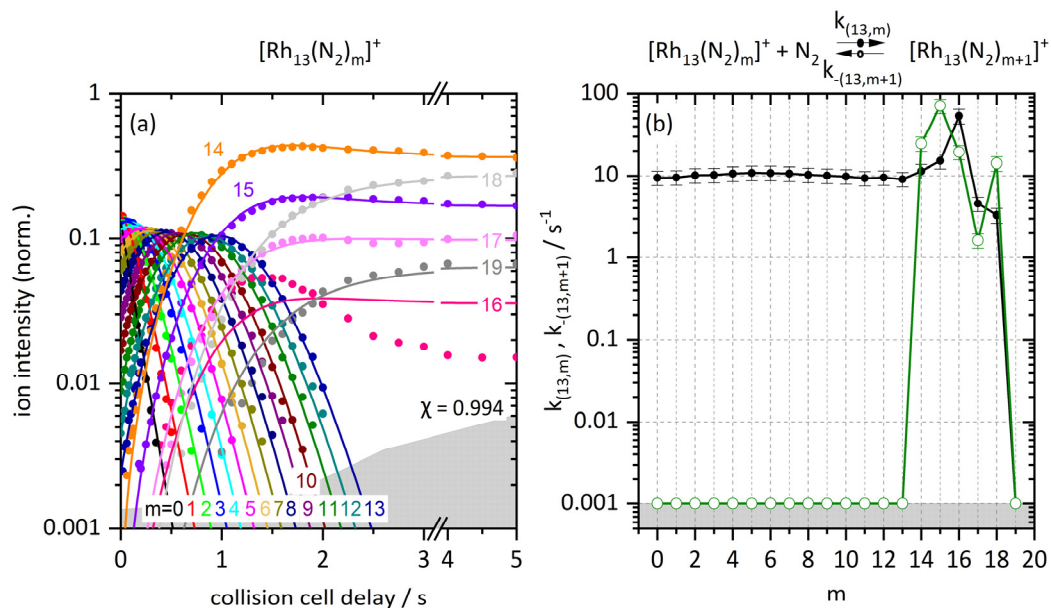 [Rh₁₃(N₂)ₘ]⁺
(a)
ion intensity (norm.)
1
0.1
0.01
0.001
14
15
18
17
19
16
χ = 0.994
10
m=0 1 2 3 4 5 6 7 8 9 11 12 13
0 1 2 3 4 5
collision cell delay / s
[Rh₁₃(N₂)ₘ]⁺ + N₂ [Rh₁₃(N₂)ₘ₊₁]⁺
k₍₁₃,ₘ₎
k₋₍₁₃,ₘ₊₁₎
(b)
k₍₁₃,ₘ₎ , k₋₍₁₃,ₘ₊₁₎ / s⁻¹
100
10
1
0.1
0.01
0.001
0 2 4 6 8 10 12 14 16 18 20
m